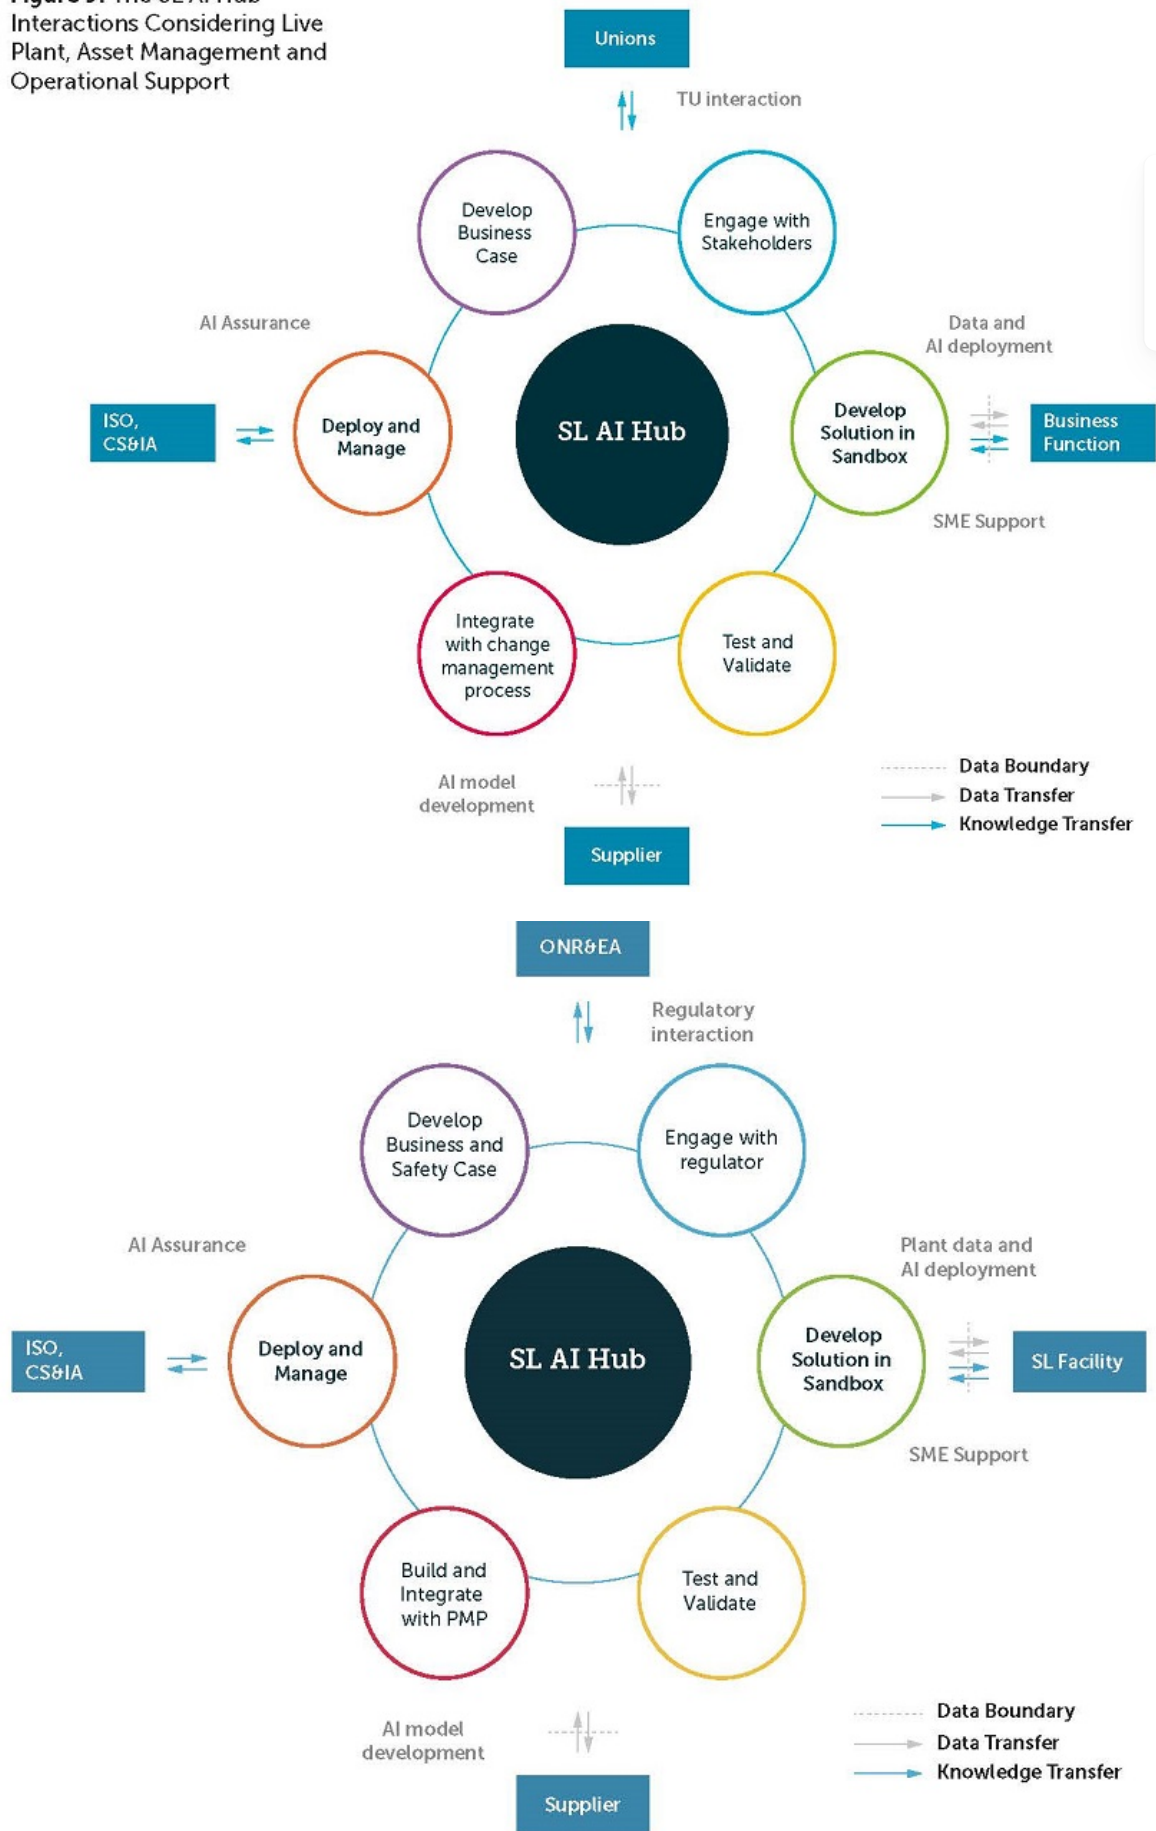 Interactions Considering Live
Plant, Asset Management and
Operational Support
Unions
TU interaction
Develop
Business
Case
Engage with
Stakeholders
AI Assurance
Data and
AI deployment
ISO,
CS&IA
Deploy and
Manage
SL AI Hub
Develop
Solution in
Sandbox
Business
Function
SME Support
Integrate
with change
management
process
Test and
Validate
AI model
development
Data Boundary
Data Transfer
Knowledge Transfer
Supplier
ONR&EA
Regulatory
interaction
Develop
Business and
Safety Case
Engage with
regulator
AI Assurance
Plant data and
AI deployment
ISO,
CS&IA
Deploy and
Manage
SL AI Hub
Develop
Solution in
Sandbox
SL Facility
SME Support
Build and
Integrate
with PMP
Test and
Validate
AI model
development
Data Boundary
Data Transfer
Knowledge Transfer
Supplier